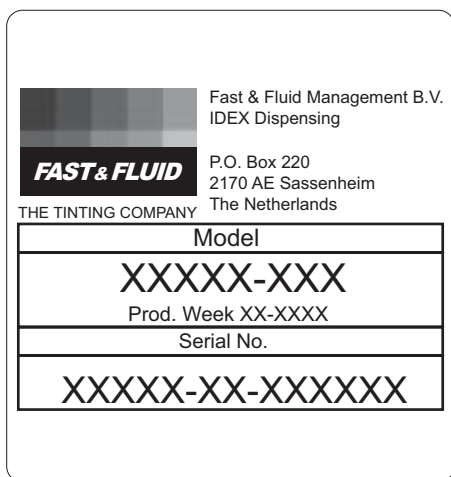 Fast & Fluid Management B.V.
IDEX Dispensing
P.O. Box 220
2170 AE Sassenheim
The Netherlands
FAST & FLUID
THE TINTING COMPANY
Model
XXXXX-XXX
Prod. Week XX-XXXX
Serial No.
XXXXX-XX-XXXXXX